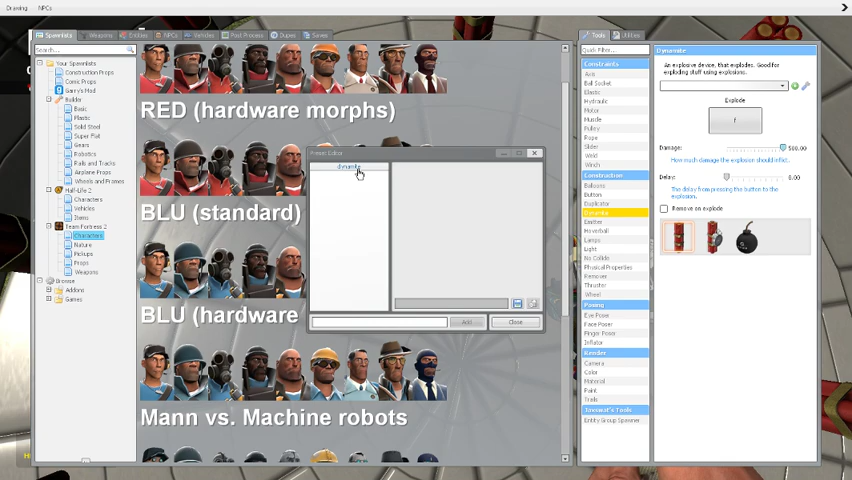 Drawing NPCs
Spawnlists Weapons Entities NPCs Vehicles Post Process Dupes Saves
Search...
Your Spawnlists
Construction Props
Comic Props
Garry's Mod
Builder
Basic
Plastic
Solid Steel
Super Flat
Gears
Robotics
Rails and Tracks
Airplane Props
Wheels and Frames
Half-Life 2
Characters
Vehicles
Items
Team Fortress 2
Characters
Nature
Pickups
Props
Weapons
Browse
Addons
Games
RED (hardware morphs)
BLU (standard)
BLU (hardware
Mann vs. Machine robots
Preset Editor
dynamite
Add
Close
Tools Utilities
Quick Filter...
Constraints
Axis
Ball Socket
Elastic
Hydraulic
Motor
Muscle
Pulley
Rope
Slider
Weld
Winch
Construction
Balloons
Button
Duplicator
Dynamite
Emitter
Hoverball
Lamps
Light
No Collide
Physical Properties
Remover
Thruster
Wheel
Posing
Eye Poser
Face Poser
Finger Poser
Inflator
Render
Camera
Color
Material
Paint
Trails
Entity Group Spawner
Dynamite
An explosive device, that explodes. Good for
exploding stuff using explosions.
Explode
f
Damage: 500.00
How much damage the explosion should inflict.
Delay: 0.00
The delay from pressing the button to the
explosion.
Remove on explode